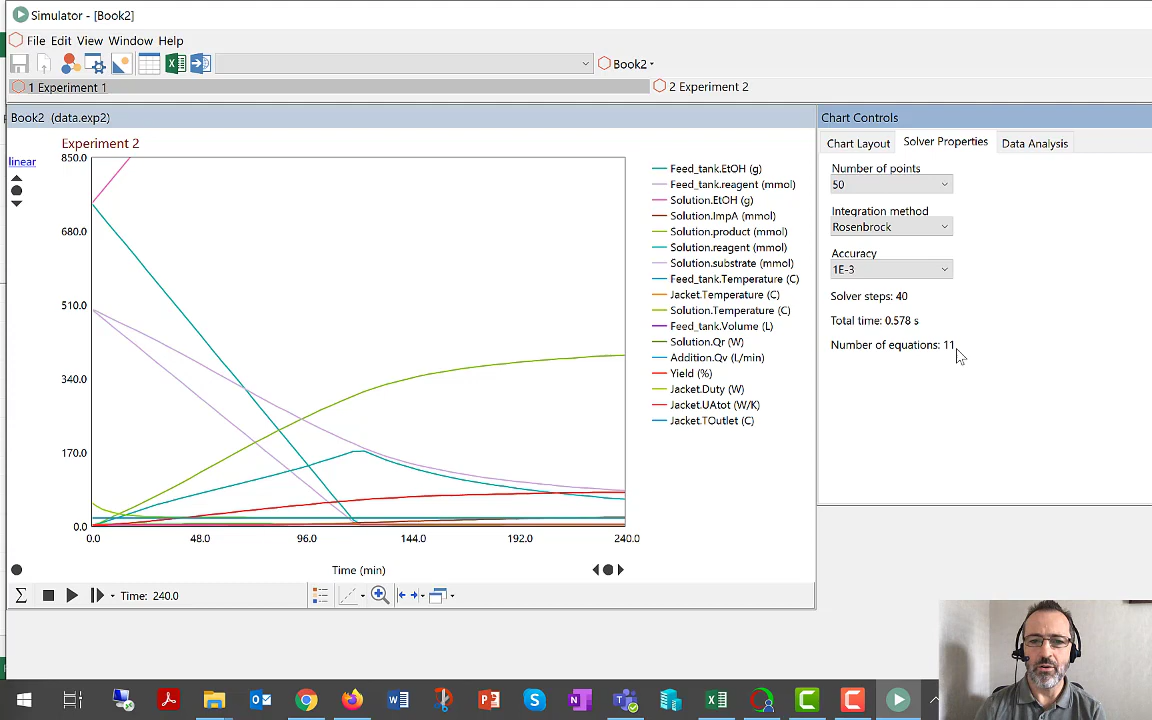 Simulator - [Book2]
File Edit View Window Help
Book2
1 Experiment 1
2 Experiment 2
Book2 (data.exp2)
Experiment 2
linear
850.0
680.0
510.0
340.0
170.0
0.0
0.0 48.0 96.0 144.0 192.0 240.0
Time (min)
Feed_tank.EtOH (g)
Feed_tank.reagent (mmol)
Solution.EtOH (g)
Solution.ImpA (mmol)
Solution.product (mmol)
Solution.reagent (mmol)
Solution.substrate (mmol)
Feed_tank.Temperature (C)
Jacket.Temperature (C)
Solution.Temperature (C)
Feed_tank.Volume (L)
Solution.Qr (W)
Addition.Qv (L/min)
Yield (%)
Jacket.Duty (W)
Jacket.UAtot (W/K)
Jacket.TOutlet (C)
Time: 240.0
Chart Controls
Chart Layout Solver Properties Data Analysis
Number of points
50
Integration method
Rosenbrock
Accuracy
1E-3
Solver steps: 40
Total time: 0.578 s
Number of equations: 11